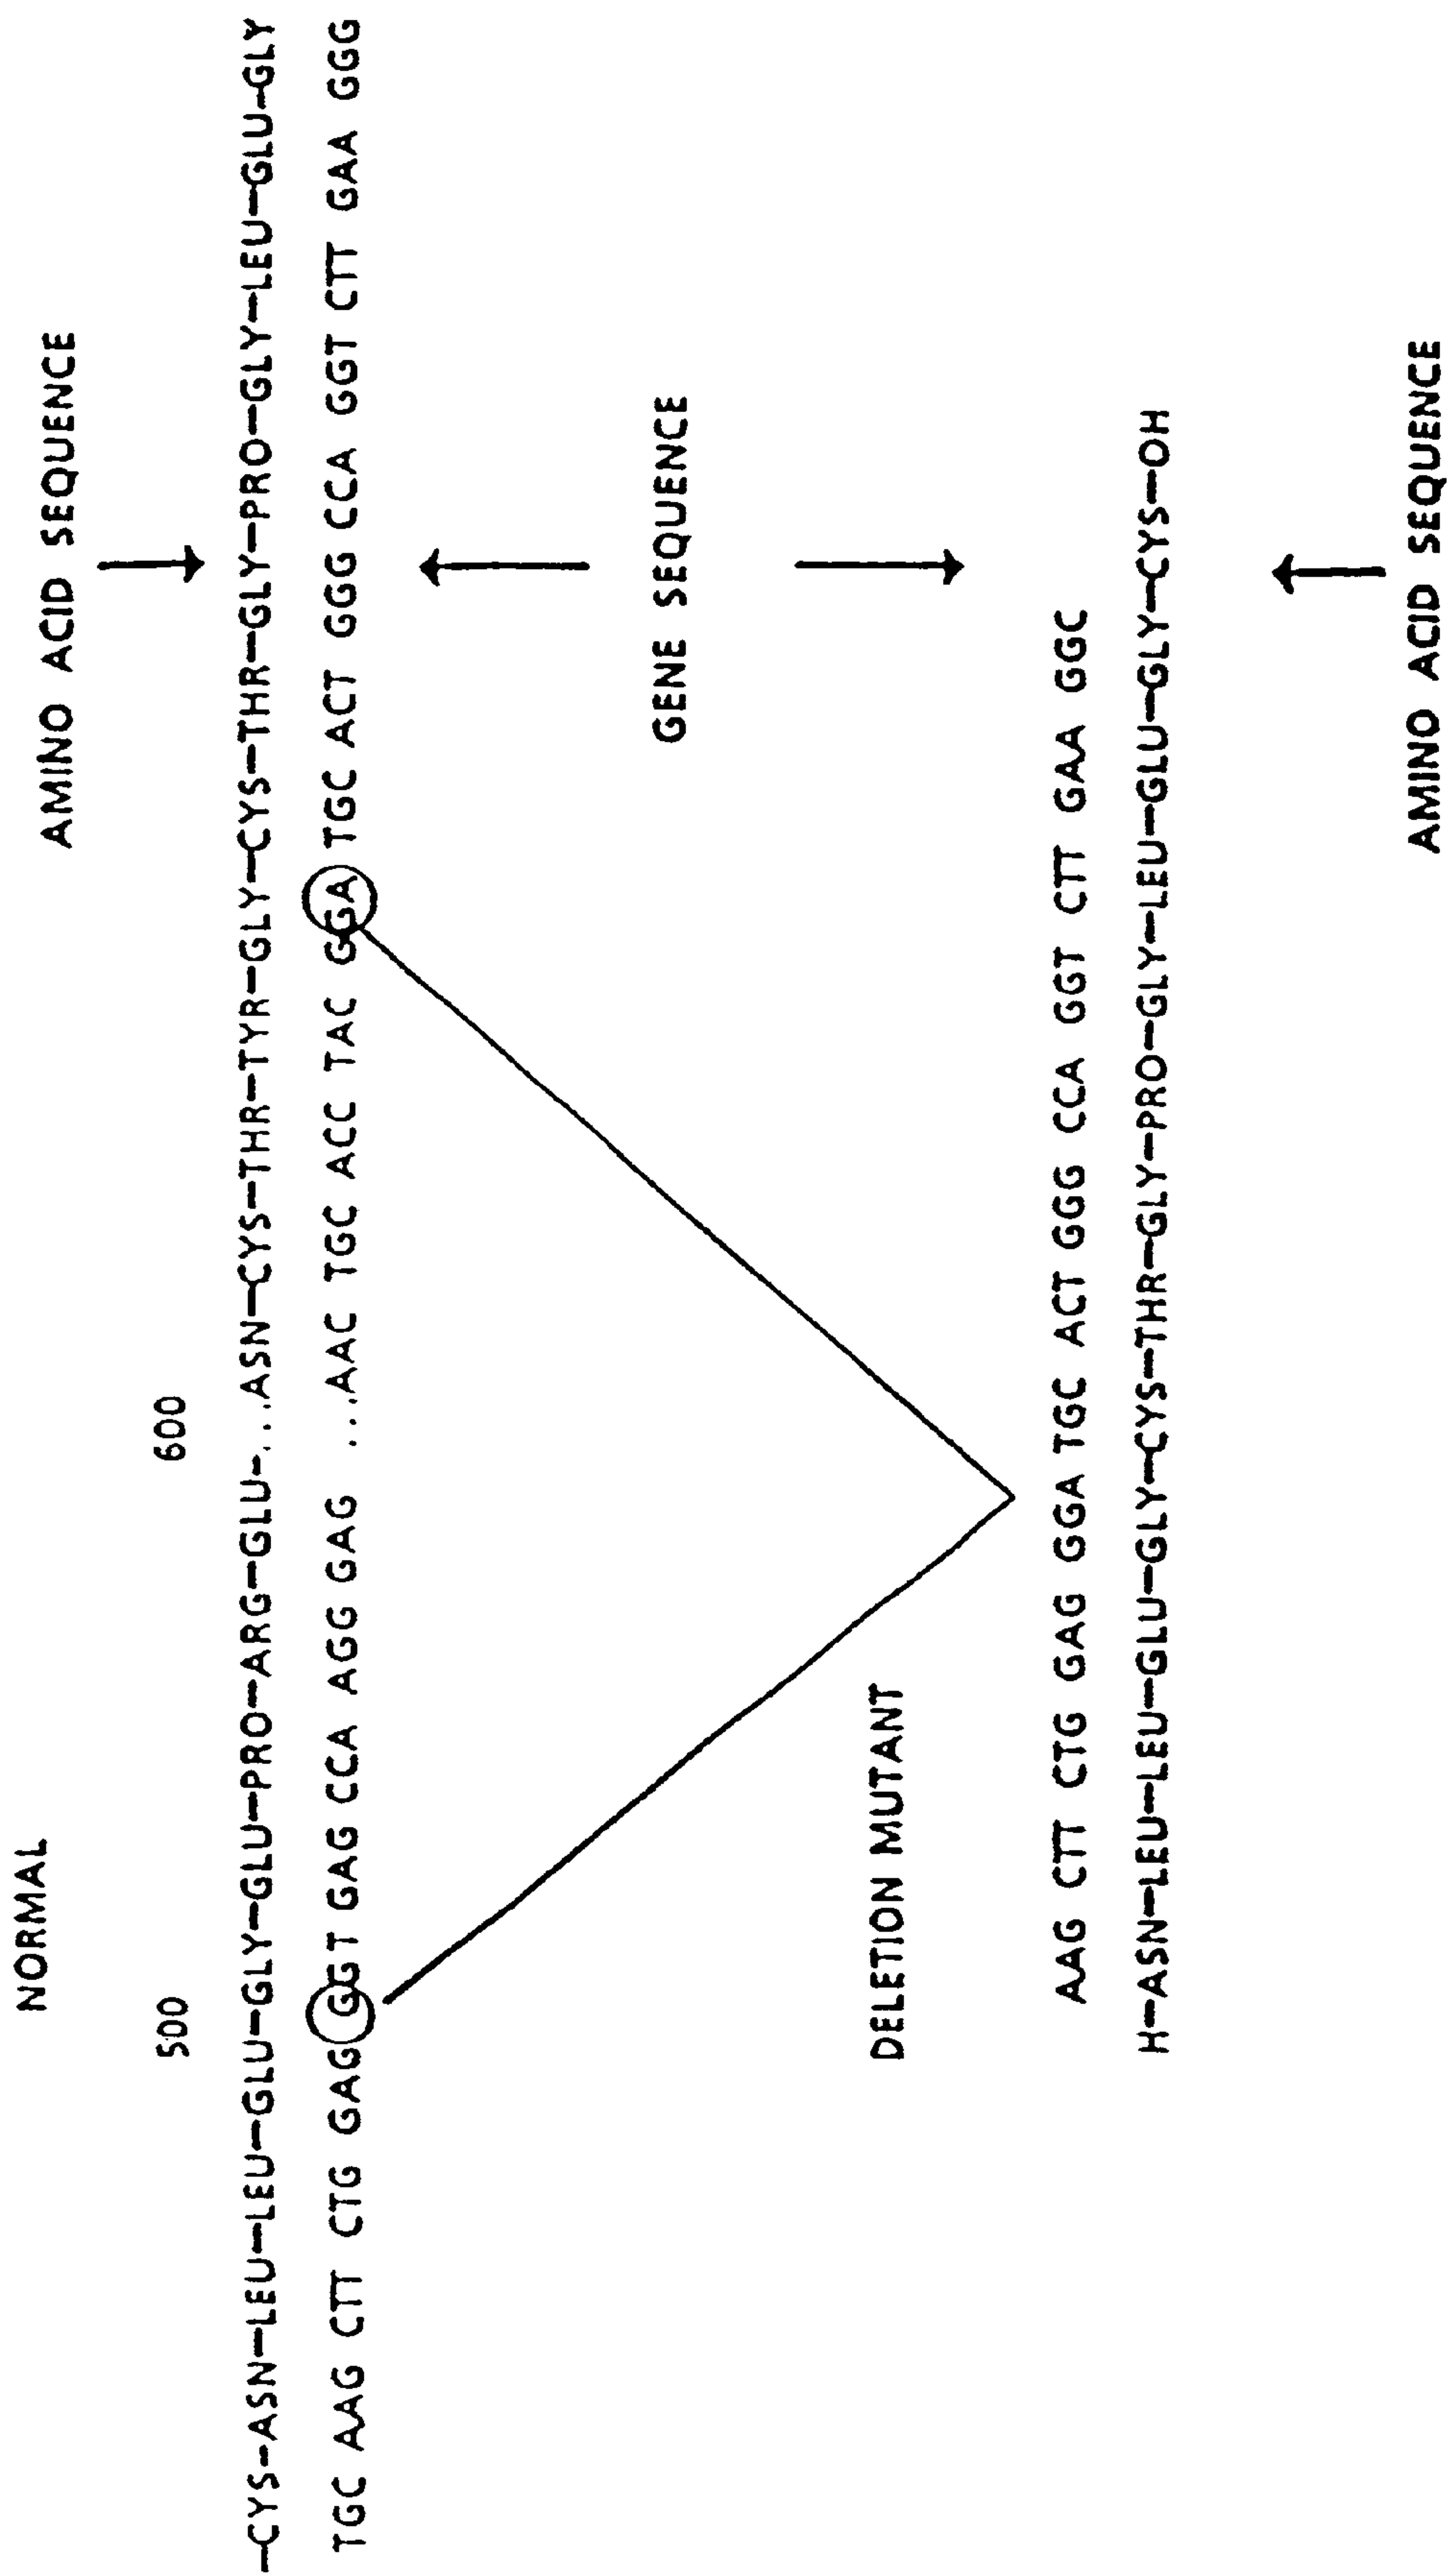 NORMAL
AMINO ACID SEQUENCE
500
600
—CYS—ASN—LEU—LEU—GLU—GLU—GLY—GLU—PRO—ARG—GLU—...ASN—CYS—THR—TYR—GLY—CYS—THR—GLY—PRO—GLY—LEU—GLU—GLY
TGC AAG CTT CTG GAG GGT GAG CCA AGG GAG ...AAC TGC ACC TAC GGA TGC ACT GGG CCA GGT CTT GAA GGG
GENE SEQUENCE
DELETION MUTANT
AAG CTT CTG GAG GGA TGC ACT GGG CCA GGT CTT GAA GGC
H—ASN—LEU—LEU—GLU—GLY—CYS—THR—GLY—PRO—GLY—LEU—GLU—GLY—CYS—OH
AMINO ACID SEQUENCE